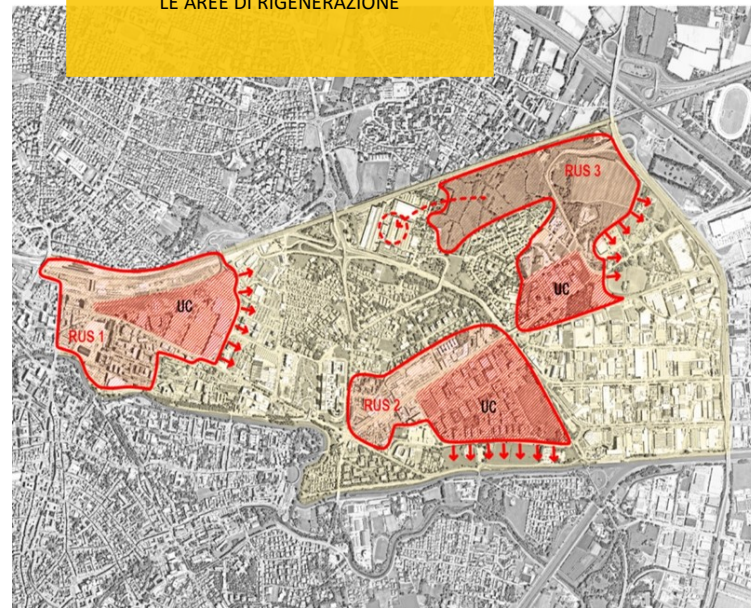 LE AREE DI RIGENERAZIONE
RUS 3
UC
UC
RUS 1
RUS 2
UC